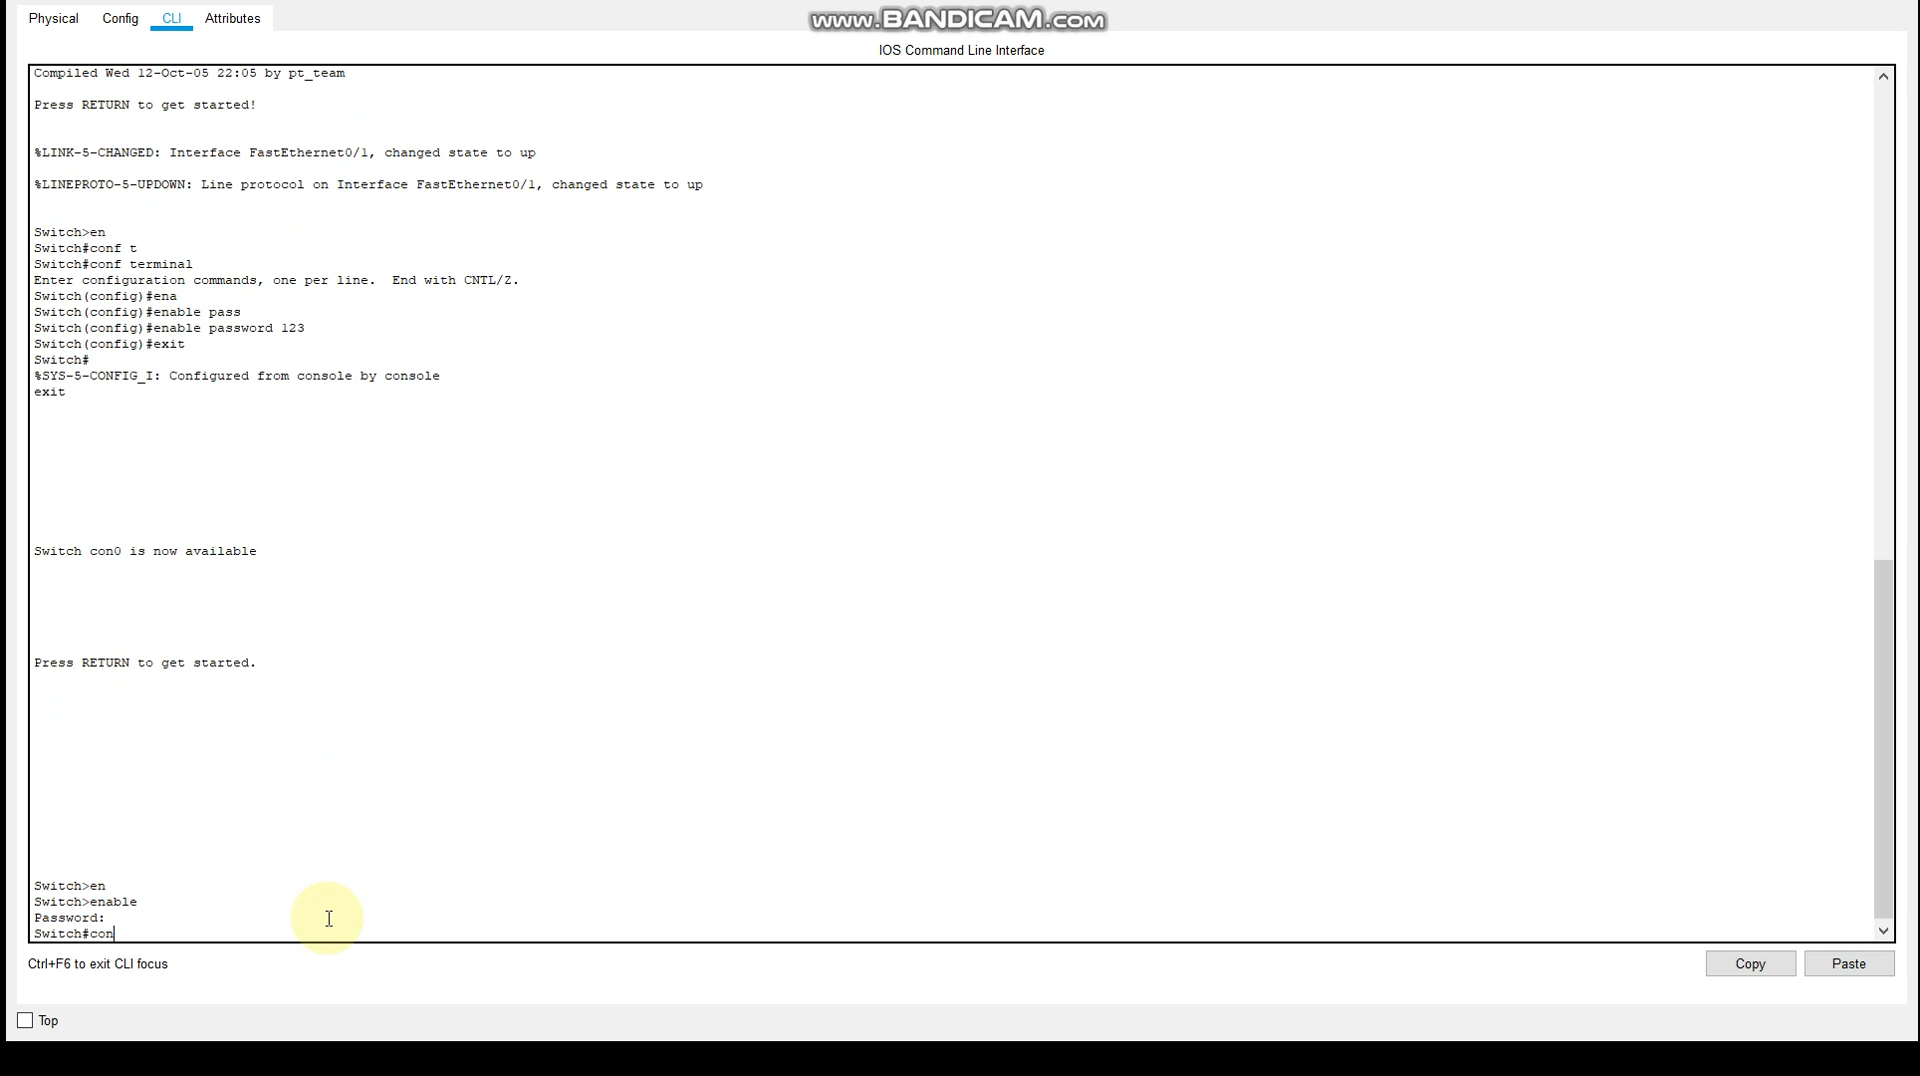 Physical Config CLI Attributes
www.BANDICAM.com
IOS Command Line Interface
Compiled Wed 12-Oct-05 22:05 by pt_team
Press RETURN to get started!
%LINK-5-CHANGED: Interface FastEthernet0/1, changed state to up
%LINEPROTO-5-UPDOWN: Line protocol on Interface FastEthernet0/1, changed state to up
Switch>en
Switch#conf t
Switch#conf terminal
Enter configuration commands, one per line.  End with CNTL/Z.
Switch(config)#ena
Switch(config)#enable pass
Switch(config)#enable password 123
Switch(config)#exit
Switch#
%SYS-5-CONFIG_I: Configured from console by console
exit
Switch con0 is now available
Press RETURN to get started.
Switch>en
Switch>enable
Password:
Switch#con
Ctrl+F6 to exit CLI focus
Copy Paste
Top